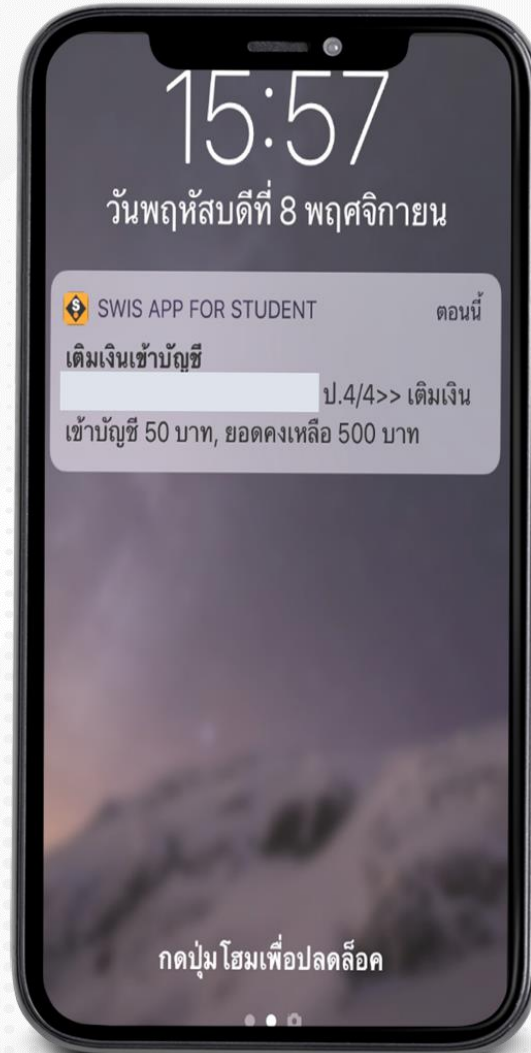 15:57
วันพฤหัสบดีที่ 8 พฤศจิกายน
SWIS APP FOR STUDENT ตอนนี้
เติมเงินเข้าบัญชี
ป.4/4>> เติมเงิน
เข้าบัญชี 50 บาท, ยอดคงเหลือ 500 บาท
กดปุ่มโฮมเพื่อปลดล็อค